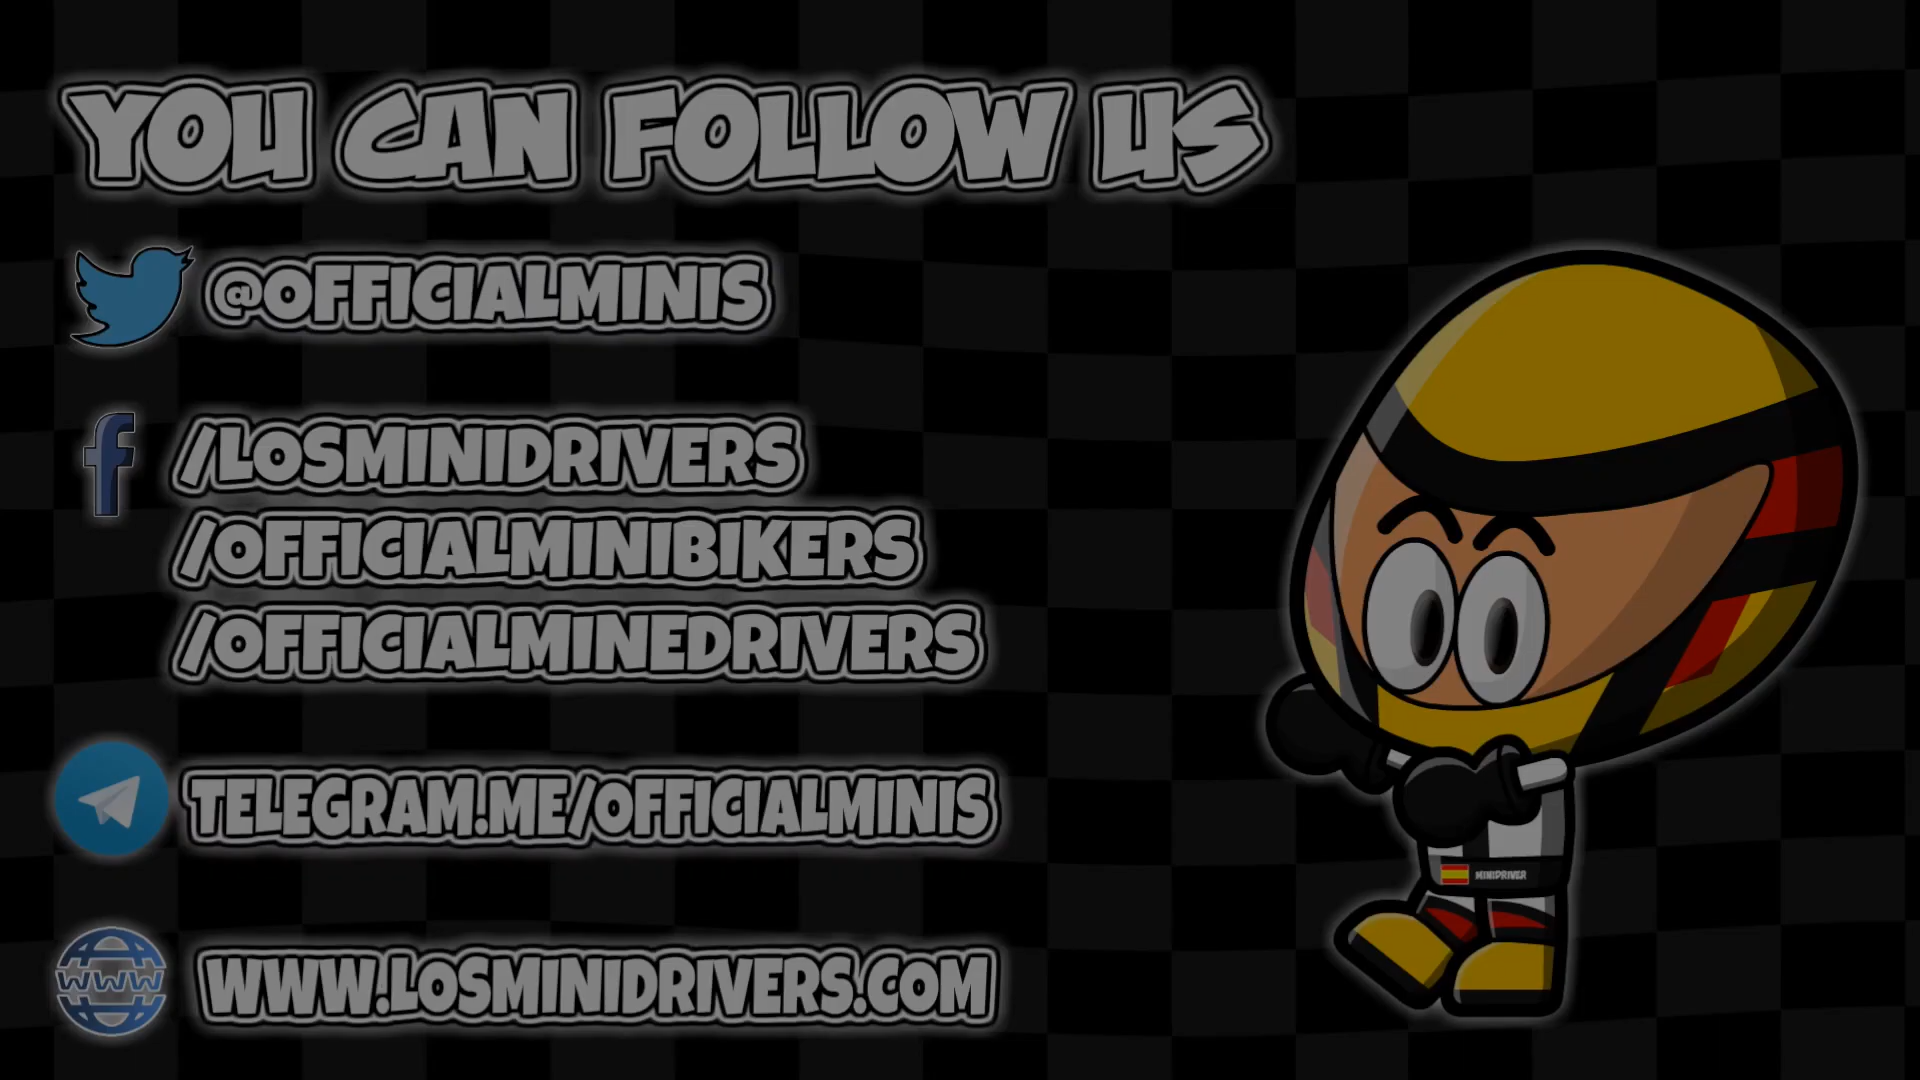 YOU CAN FOLLOW US
@OFFICIALMINIS
/LOSMINIDRIVERS
/OFFICIALMINIBIKERS
/OFFICIALMINEDRIVERS
TELEGRAM.ME/OFFICIALMINIS
WWW
WWW.LOSMINIDRIVERS.COM
MINIDRIVER